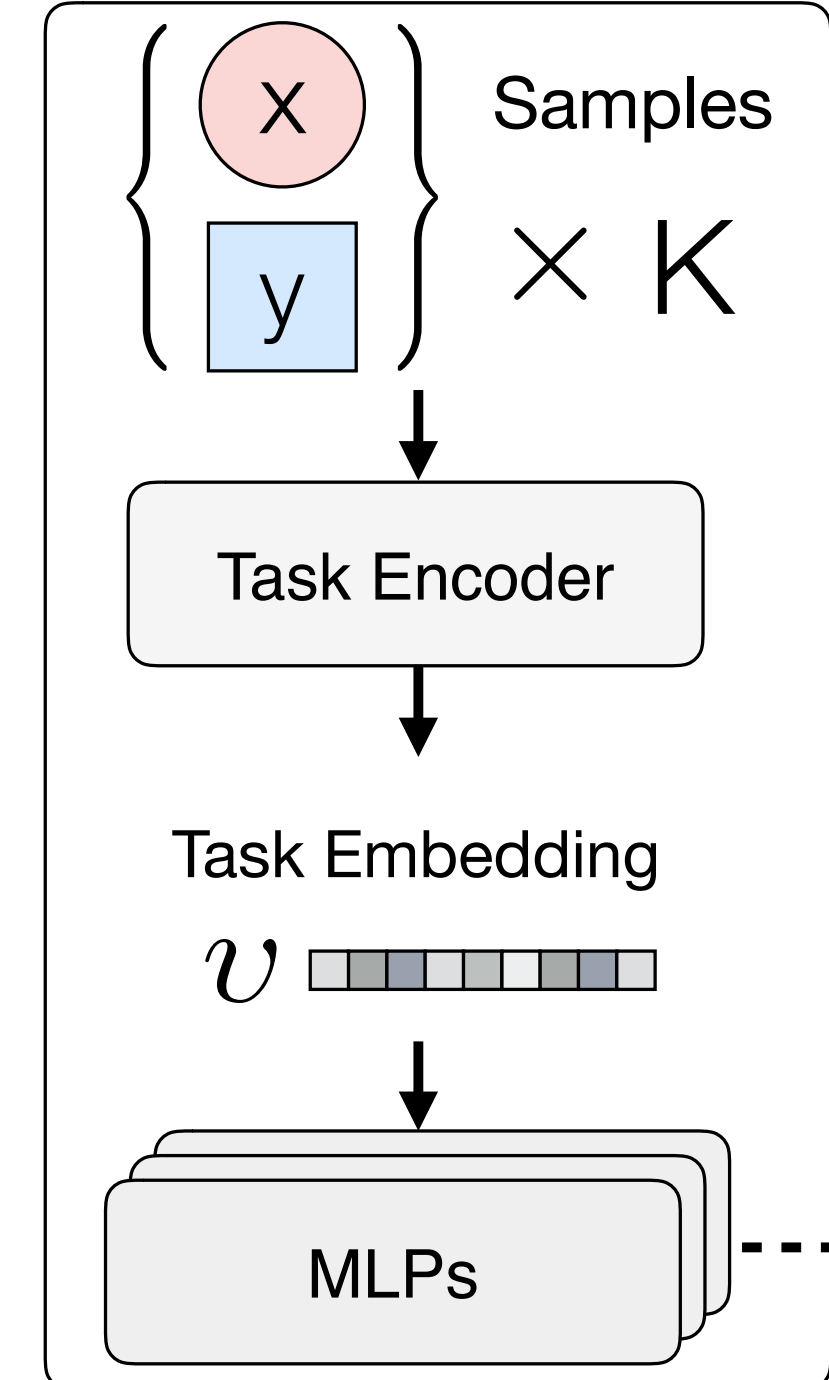 x
Samples
y
× K
Task Encoder
Task Embedding
υ
MLPs